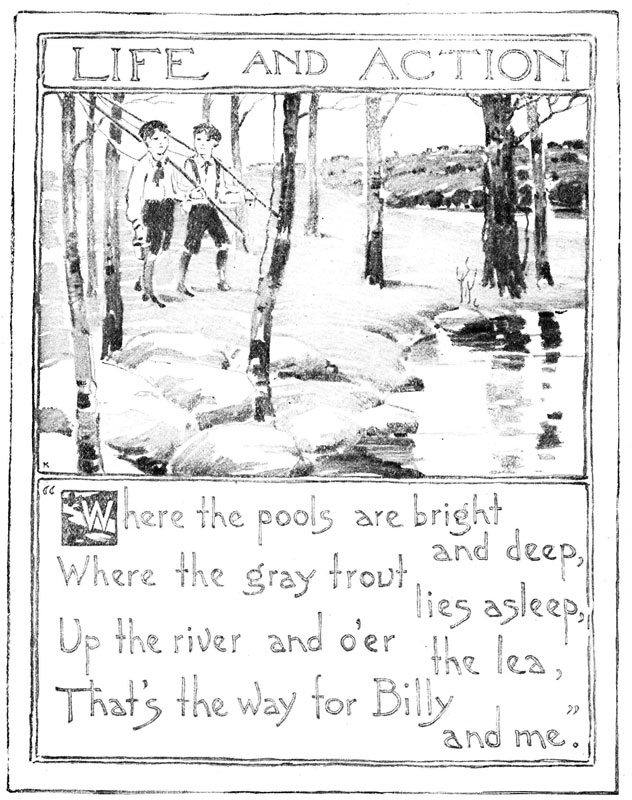 LIFE AND ACTION
K
“Where the pools are bright
and deep,
Where the gray trout
lies asleep,
Up the river and o'er
the lea,
That's the way for Billy
and me.”